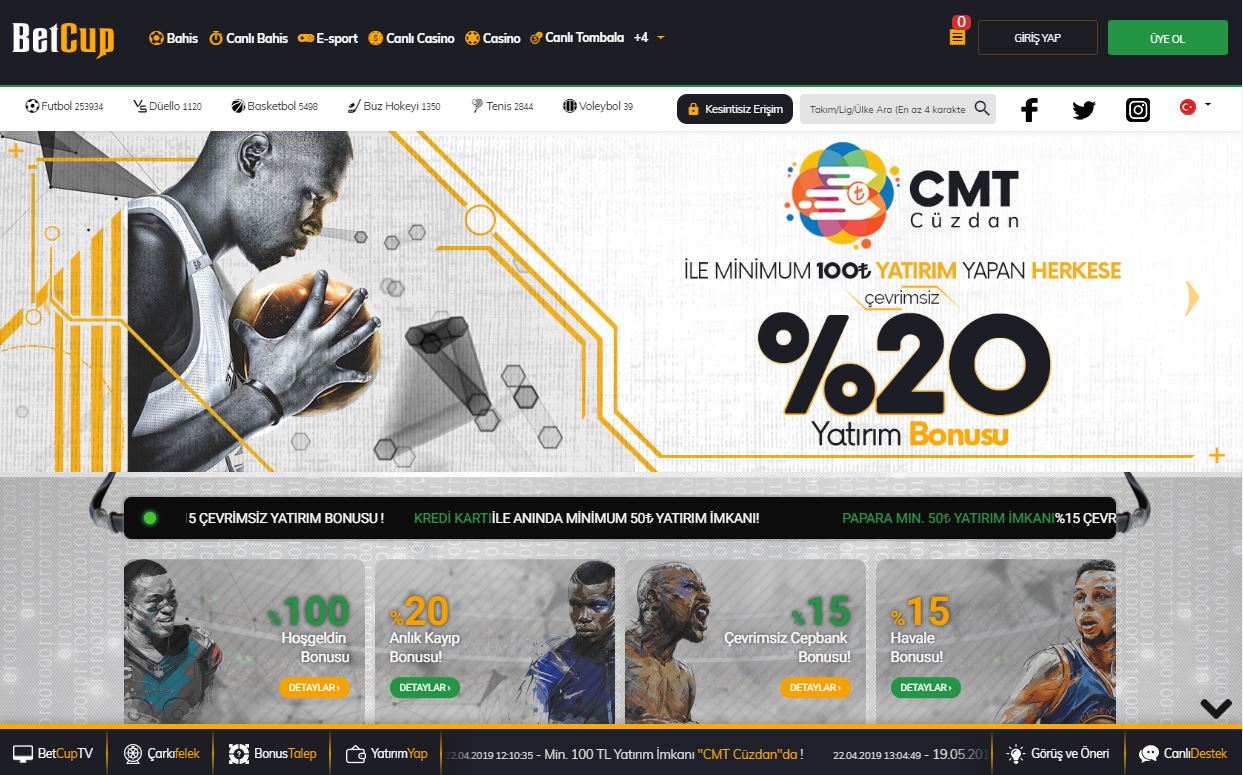 BetCup
Bahis
Canlı Bahis
E-sport
Canlı Casino
Casino
Canlı Tombala
+4
0
GİRİŞ YAP
ÜYE OL
Futbol 253934
Düello 1120
Basketbol 5498
Buz Hokeyi 1350
Tenis 2844
Voleybol 39
Kesintisiz Erişim
Takım/Lig/Ülke Ara (En az 4 karakte
CMT
Cüzdan
İLE MİNİMUM 100₺ YATIRIM YAPAN HERKESE
çevrimsiz
%20
Yatırım Bonusu
5 ÇEVRİMSİZ YATIRIM BONUSU !
KREDİ KARTI İLE ANINDA MİNİMUM 50₺ YATIRIM İMKANI!
PAPARA MIN. 50₺ YATIRIM İMKANI %15 ÇEVR
%100
Hoşgeldin
Bonusu
DETAYLAR ›
%20
Anlık Kayıp
Bonusu!
DETAYLAR ›
%15
Çevrimsiz Cepbank
Bonusu!
DETAYLAR ›
%15
Havale
Bonusu!
DETAYLAR ›
BetCupTV
Çarkıfelek
BonusTalep
YatırımYap
22.04.2019 12:10:35 - Min. 100 TL Yatırım İmkanı "CMT Cüzdan"da !
22.04.2019 13:04:49 - 19.05.201
Görüş ve Öneri
CanlıDestek